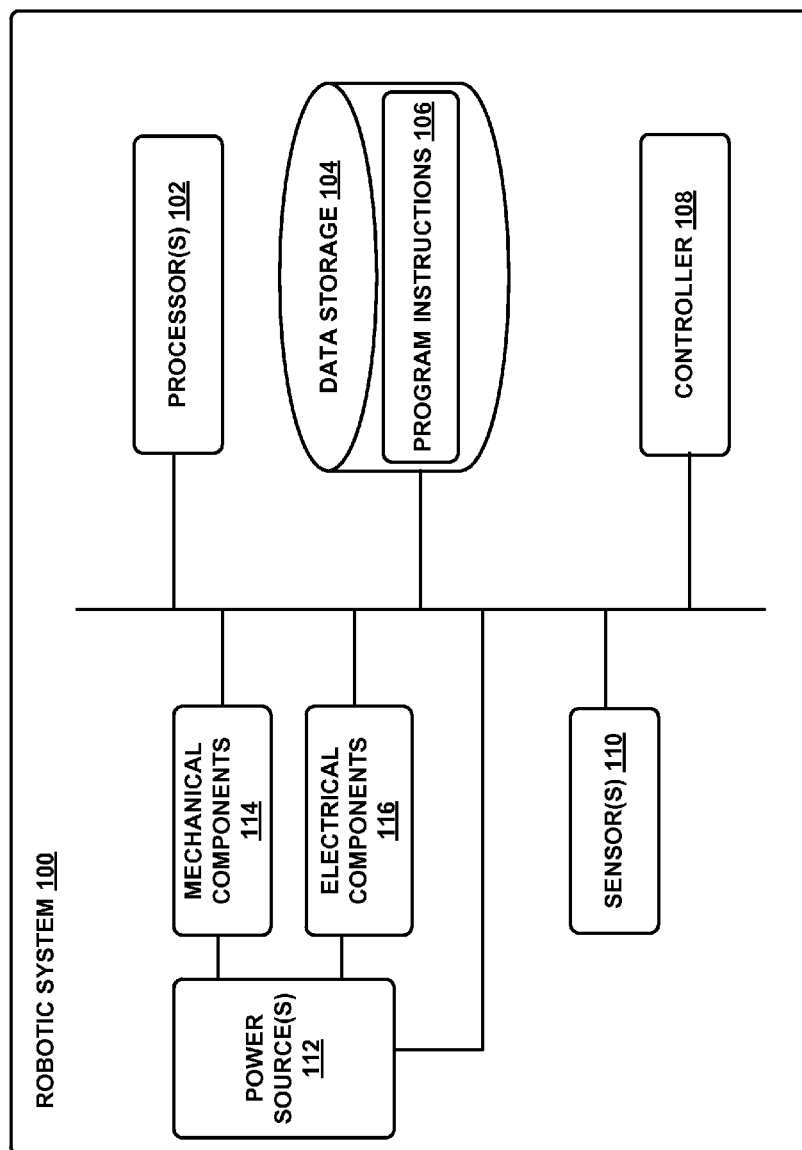 ROBOTIC SYSTEM 100
PROCESSOR(S) 102
DATA STORAGE 104
PROGRAM INSTRUCTIONS 106
CONTROLLER 108
MECHANICAL
COMPONENTS
114
ELECTRICAL
COMPONENTS
116
POWER
SOURCE(S)
112
SENSOR(S) 110